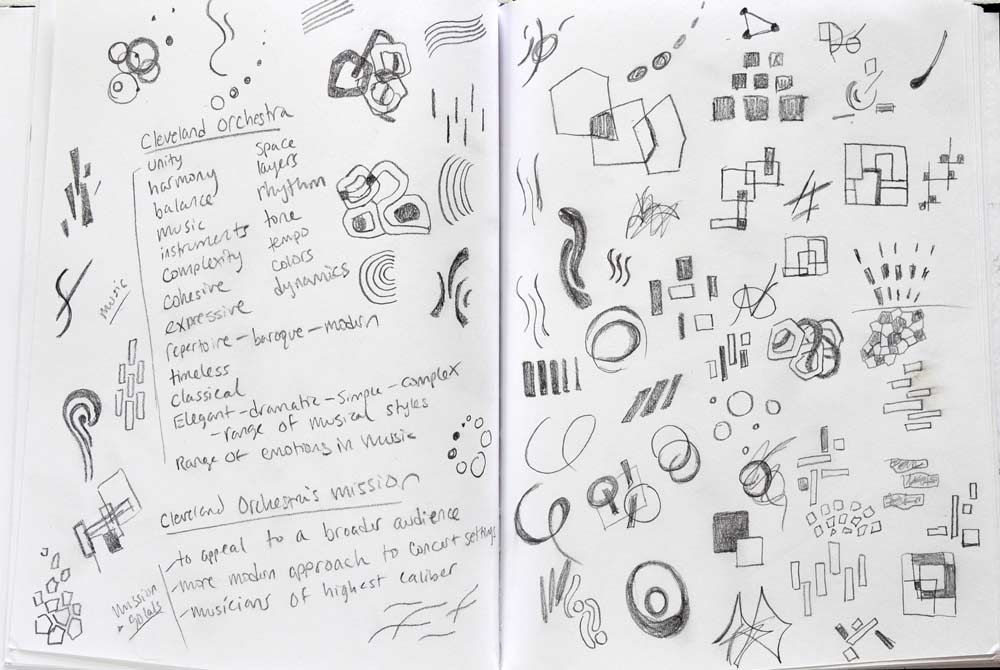 Cleveland Orchestra
unity
harmony
balance
music
instruments
complexity
cohesive
expressive
repertoire - baroque - modern
timeless
classical
Elegant - dramatic - simple - complex
- range of musical styles
Range of emotions in music
space
layers
rhythm
tone
tempo
colors
dynamics
music
Cleveland Orchestra's mission
- to appeal to a broader audience
- more modern approach to concert settings
- musicians of highest caliber
mission
+ goals